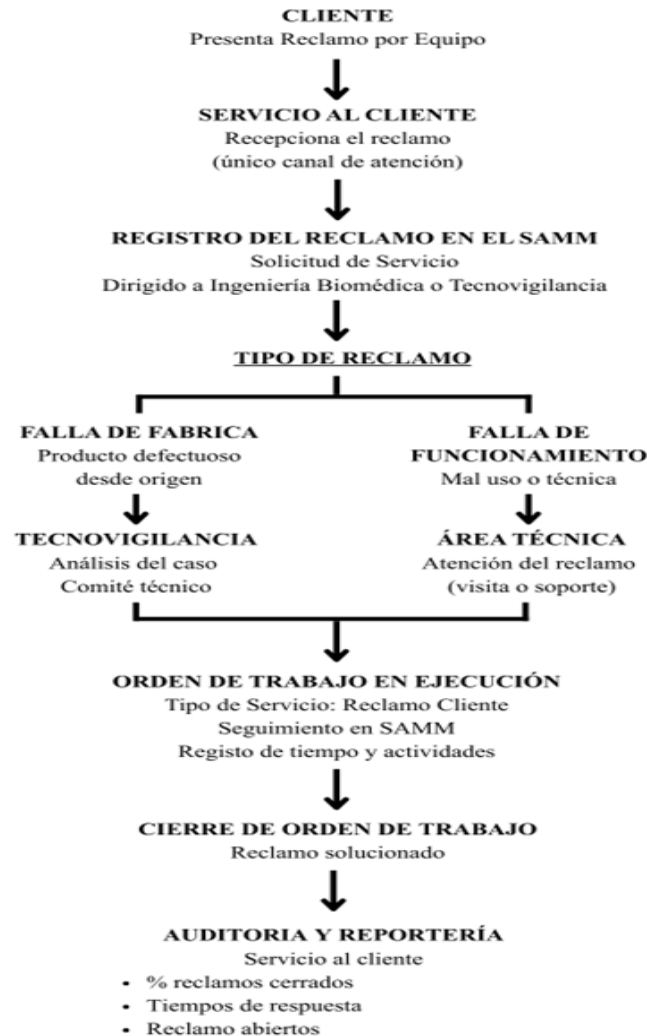 CLIENTE
Presenta Reclamo por Equipo
SERVICIO AL CLIENTE
Recepciona el reclamo
(único canal de atención)
REGISTRO DEL RECLAMO EN EL SAMM
Solicitud de Servicio
Dirigido a Ingeniería Biomédica o Tecnovigilancia
TIPO DE RECLAMO
FALLA DE FABRICA
Producto defectuoso
desde origen
FALLA DE
FUNCIONAMIENTO
Mal uso o técnica
TECNOVIGILANCIA
Análisis del caso
Comité técnico
ÁREA TÉCNICA
Atención del reclamo
(visita o soporte)
ORDEN DE TRABAJO EN EJECUCIÓN
Tipo de Servicio: Reclamo Cliente
Seguimiento en SAMM
Registo de tiempo y actividades
CIERRE DE ORDEN DE TRABAJO
Reclamo solucionado
AUDITORIA Y REPORTERÍA
Servicio al cliente
• % reclamos cerrados
• Tiempos de respuesta
• Reclamo abiertos